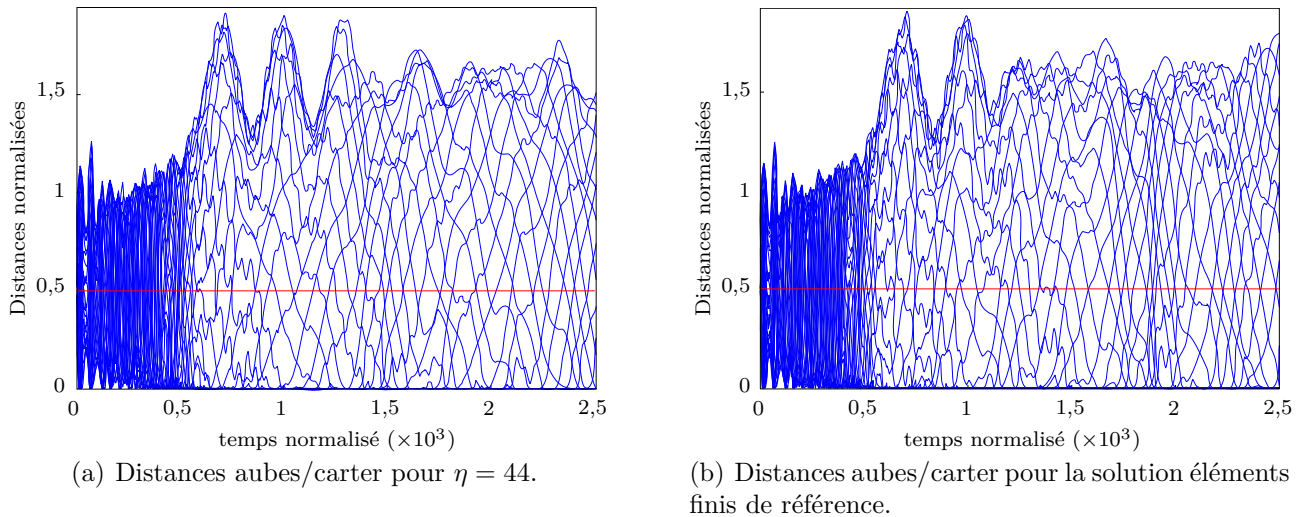 Distances normalisées
1,5
1
0,5
0
0 0,5 1 1,5 2 2,5
temps normalisé (×10³)
(a) Distances aubes/carter pour η = 44.
Distances normalisées
1,5
1
0,5
0
0 0,5 1 1,5 2 2,5
temps normalisé (×10³)
(b) Distances aubes/carter pour la solution éléments
finis de référence.